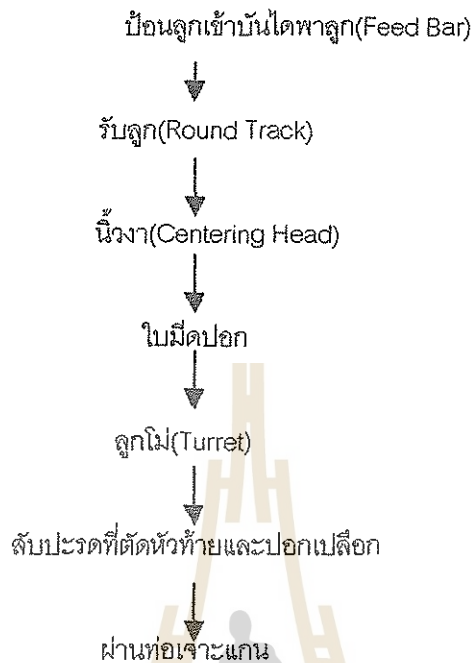 ป้อนลูกเข้าบันไดพาลูก(Feed Bar)
รับลูก(Round Track)
นิ้วงา(Centering Head)
ใบมีดปอก
ลูกโม่(Turret)
สับปะรดที่ตัดหัวท้ายและปอกเปลือก
ผ่านท่อเจาะแกน